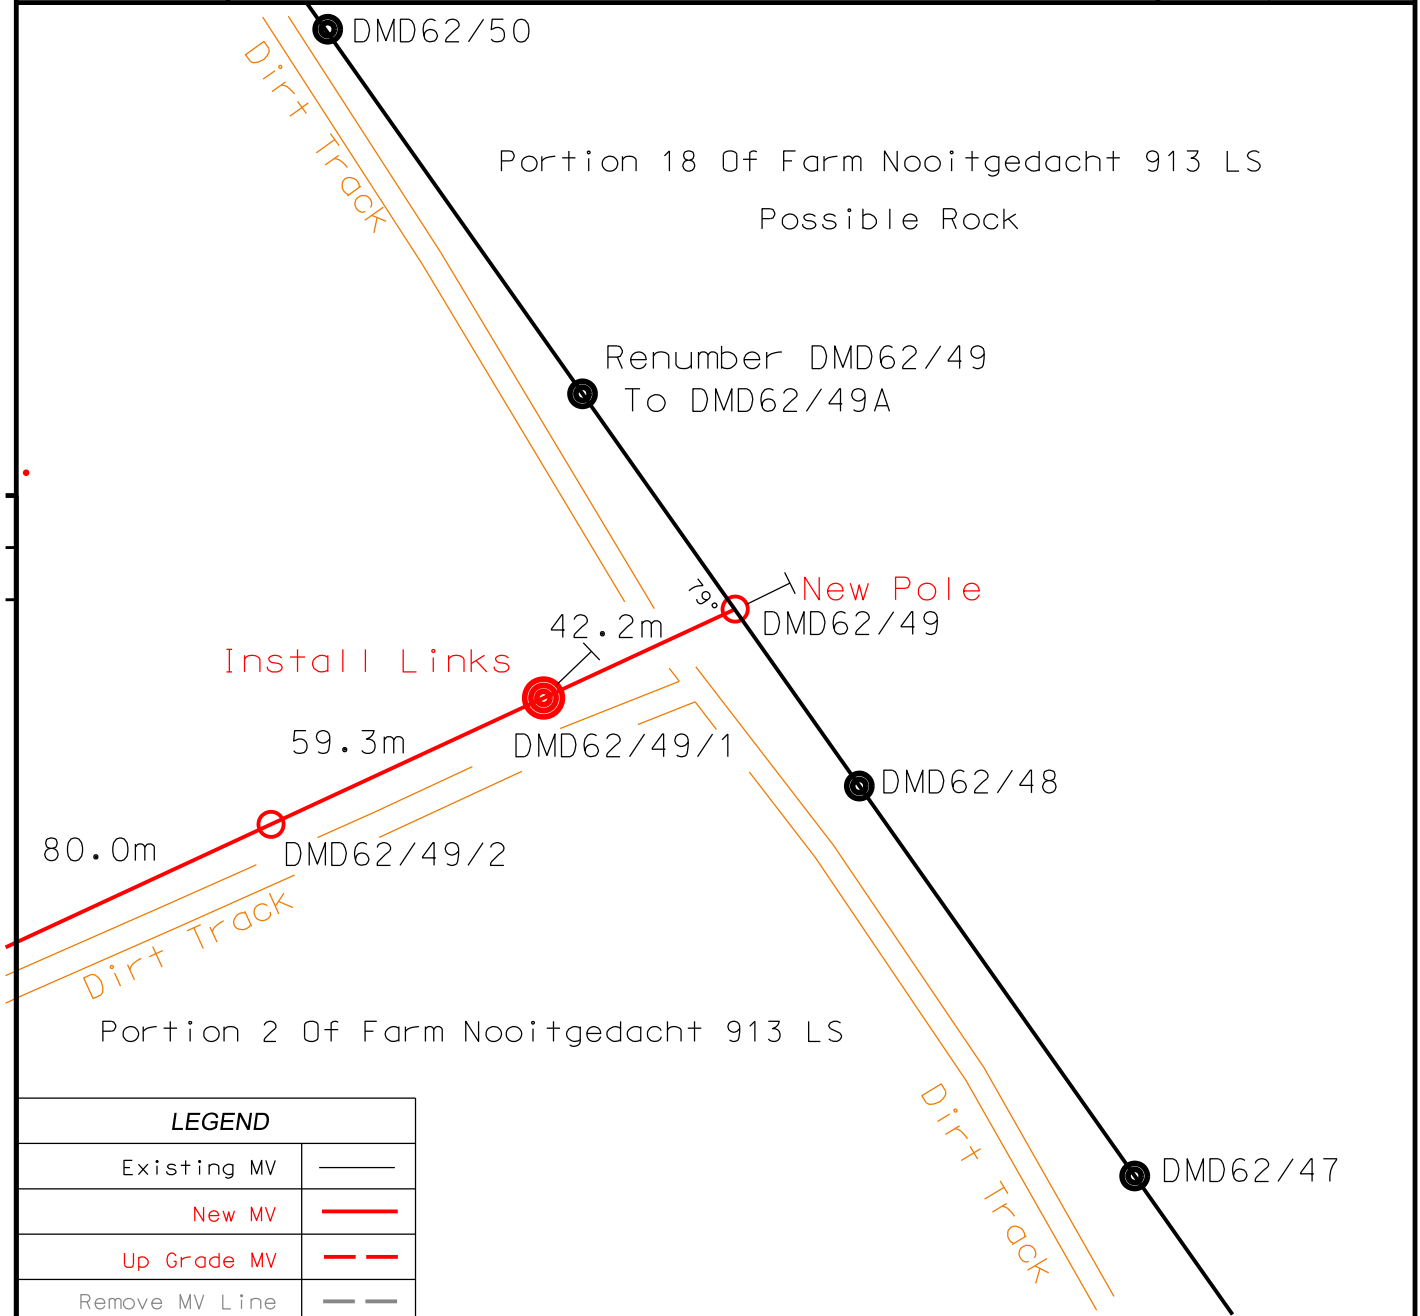 DMD62/50
Dirt Track
Portion 18 Of Farm Nooitgedacht 913 LS
Possible Rock
Renumber DMD62/49
To DMD62/49A
79°
New Pole
DMD62/49
42.2m
Install Links
59.3m
DMD62/49/1
DMD62/48
80.0m
DMD62/49/2
Dirt Track
Portion 2 Of Farm Nooitgedacht 913 LS
Dirt Track
DMD62/47
LEGEND
Existing MV
New MV
Up Grade MV
Remove MV Line